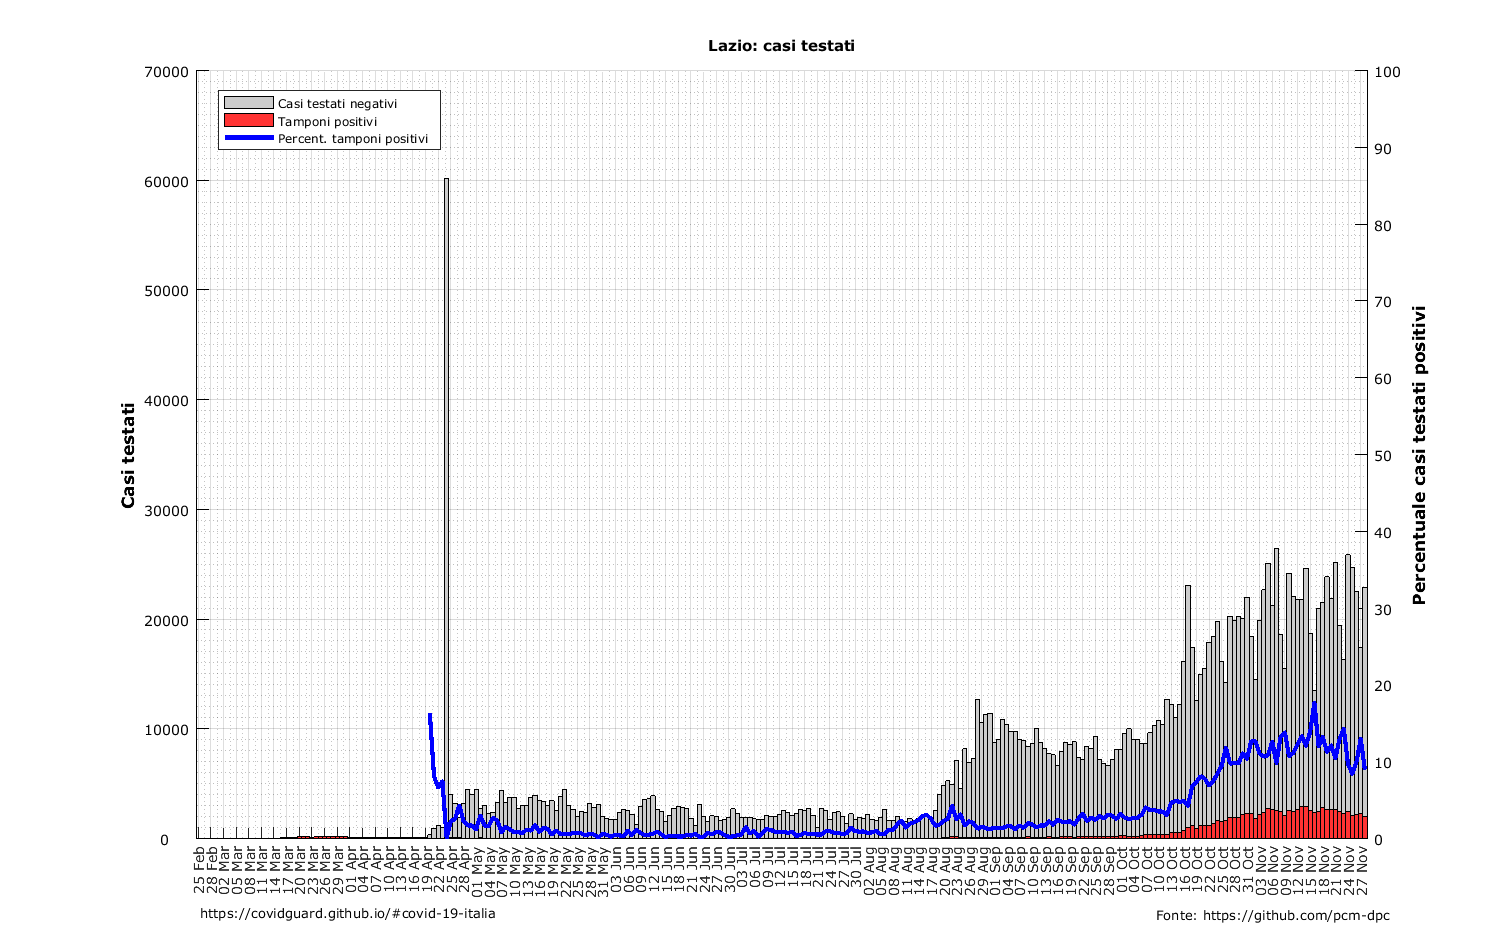 Lazio: casi testati
70000
60000
50000
40000
30000
20000
10000
0
Casi testati
Casi testati negativi
Tamponi positivi
Percent. tamponi positivi
100
90
80
70
60
50
40
30
20
10
0
Percentuale casi testati positivi
25 Feb
28 Feb
02 Mar
05 Mar
08 Mar
11 Mar
14 Mar
17 Mar
20 Mar
23 Mar
26 Mar
29 Mar
01 Apr
04 Apr
07 Apr
10 Apr
13 Apr
16 Apr
19 Apr
22 Apr
25 Apr
28 Apr
01 May
04 May
07 May
10 May
13 May
16 May
19 May
22 May
25 May
28 May
31 May
03 Jun
06 Jun
09 Jun
12 Jun
15 Jun
18 Jun
21 Jun
24 Jun
27 Jun
30 Jun
03 Jul
06 Jul
09 Jul
12 Jul
15 Jul
18 Jul
21 Jul
24 Jul
27 Jul
30 Jul
02 Aug
05 Aug
08 Aug
11 Aug
14 Aug
17 Aug
20 Aug
23 Aug
26 Aug
29 Aug
01 Sep
04 Sep
07 Sep
10 Sep
13 Sep
16 Sep
19 Sep
22 Sep
25 Sep
28 Sep
01 Oct
04 Oct
07 Oct
10 Oct
13 Oct
16 Oct
19 Oct
22 Oct
25 Oct
28 Oct
31 Oct
03 Nov
06 Nov
09 Nov
12 Nov
15 Nov
18 Nov
21 Nov
24 Nov
27 Nov
https://covidguard.github.io/#covid-19-italia
Fonte: https://github.com/pcm-dpc